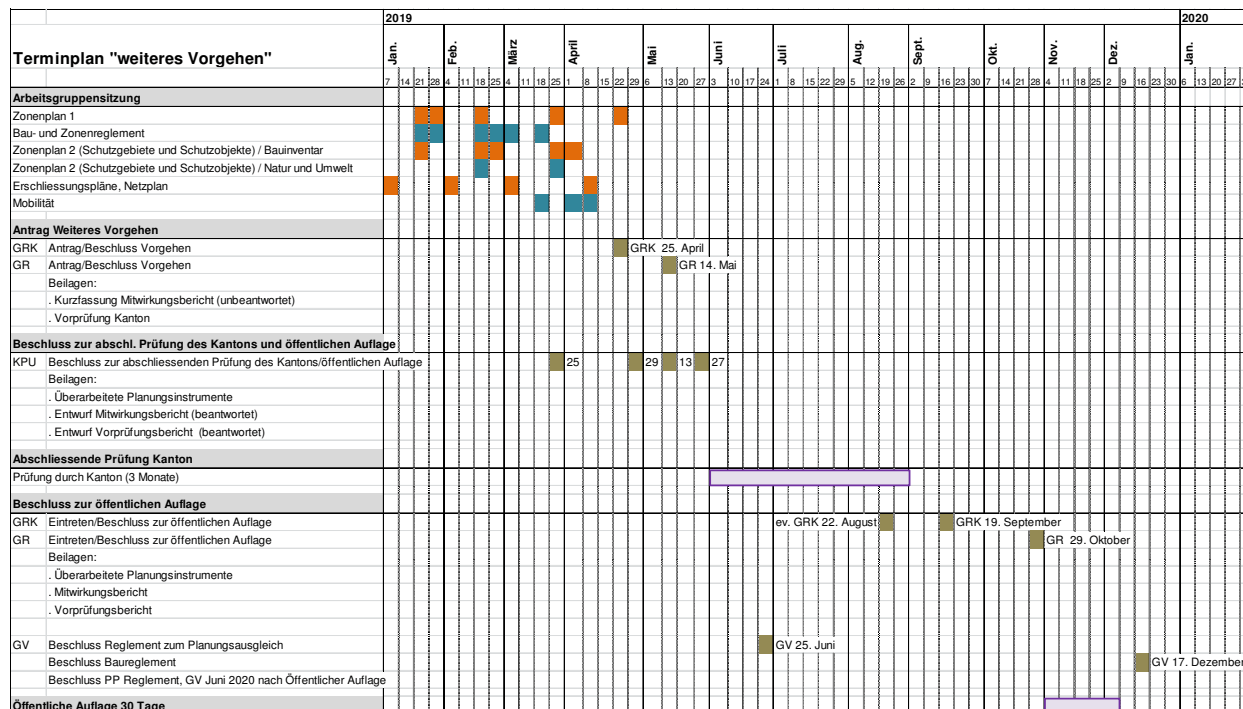 2019 2020
Terminplan "weiteres Vorgehen" Jan. Feb. März April Mai Juni Juli Aug. Sept. Okt. Nov. Dez. Jan.
7 14 21 28 4 11 18 25 4 11 18 25 1 8 15 22 29 6 13 20 27 3 10 17 24 1 8 15 22 29 5 12 19 26 2 9 16 23 30 7 14 21 28 4 11 18 25 2 9 16 23 30 6 13 20 27
Arbeitsgruppensitzung
Zonenplan 1
Bau- und Zonenreglement
Zonenplan 2 (Schutzgebiete und Schutzobjekte) / Bauinventar
Zonenplan 2 (Schutzgebiete und Schutzobjekte) / Natur und Umwelt
Erschliessungspläne, Netzplan
Mobilität
Antrag Weiteres Vorgehen
GRK Antrag/Beschluss Vorgehen GRK 25. April
GR Antrag/Beschluss Vorgehen GR 14. Mai
Beilagen:
. Kurzfassung Mitwirkungsbericht (unbeantwortet)
. Vorprüfung Kanton
Beschluss zur abschl. Prüfung des Kantons und öffentlichen Auflage
KPU Beschluss zur abschliessenden Prüfung des Kantons/öffentlichen Auflage 25 29 13 27
Beilagen:
. Überarbeitete Planungsinstrumente
. Entwurf Mitwirkungsbericht (beantwortet)
. Entwurf Vorprüfungsbericht (beantwortet)
Abschliessende Prüfung Kanton
Prüfung durch Kanton (3 Monate)
Beschluss zur öffentlichen Auflage
GRK Eintreten/Beschluss zur öffentlichen Auflage ev. GRK 22. August GRK 19. September
GR Eintreten/Beschluss zur öffentlichen Auflage GR 29. Oktober
Beilagen:
. Überarbeitete Planungsinstrumente
. Mitwirkungsbericht
. Vorprüfungsbericht
GV Beschluss Reglement zum Planungsausgleich GV 25. Juni
Beschluss Baureglement GV 17. Dezember
Beschluss PP Reglement, GV Juni 2020 nach Öffentlicher Auflage
Öffentliche Auflage 30 Tage